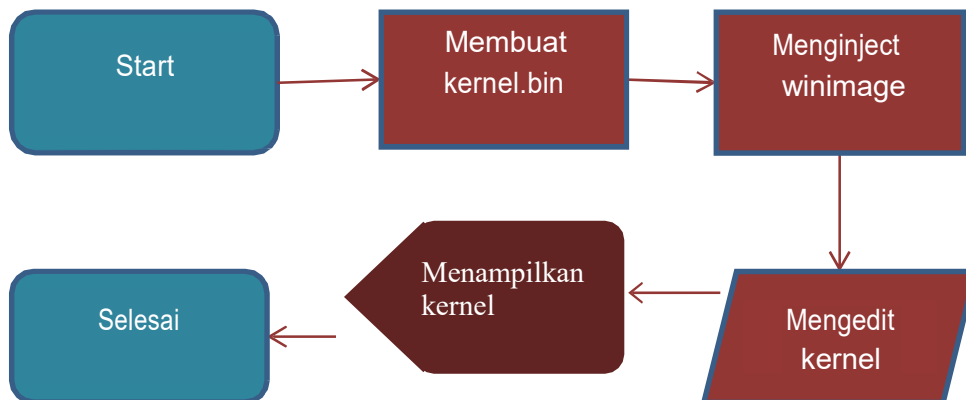 Start
Membuat
kernel.bin
Menginject
winimage
Mengedit
kernel
Menampilkan
kernel
Selesai